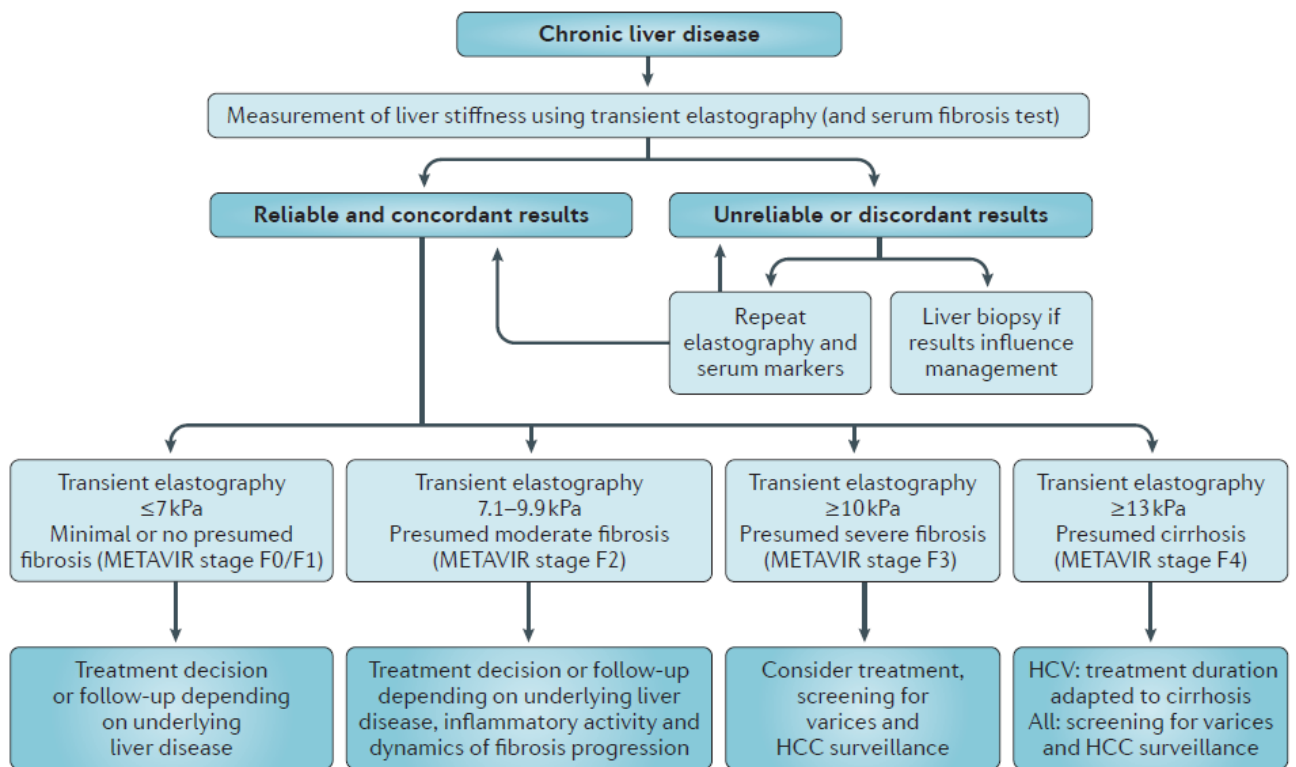 Chronic liver disease
Measurement of liver stiffness using transient elastography (and serum fibrosis test)
Reliable and concordant results
Unreliable or discordant results
Repeat
elastography and
serum markers
Liver biopsy if
results influence
management
Transient elastography
≤7 kPa
Minimal or no presumed
fibrosis (METAVIR stage F0/F1)
Transient elastography
7.1–9.9 kPa
Presumed moderate fibrosis
(METAVIR stage F2)
Transient elastography
≥10 kPa
Presumed severe fibrosis
(METAVIR stage F3)
Transient elastography
≥13 kPa
Presumed cirrhosis
(METAVIR stage F4)
Treatment decision
or follow-up depending
on underlying
liver disease
Treatment decision or follow-up
depending on underlying liver
disease, inflammatory activity and
dynamics of fibrosis progression
Consider treatment,
screening for
varices and
HCC surveillance
HCV: treatment duration
adapted to cirrhosis
All: screening for varices
and HCC surveillance